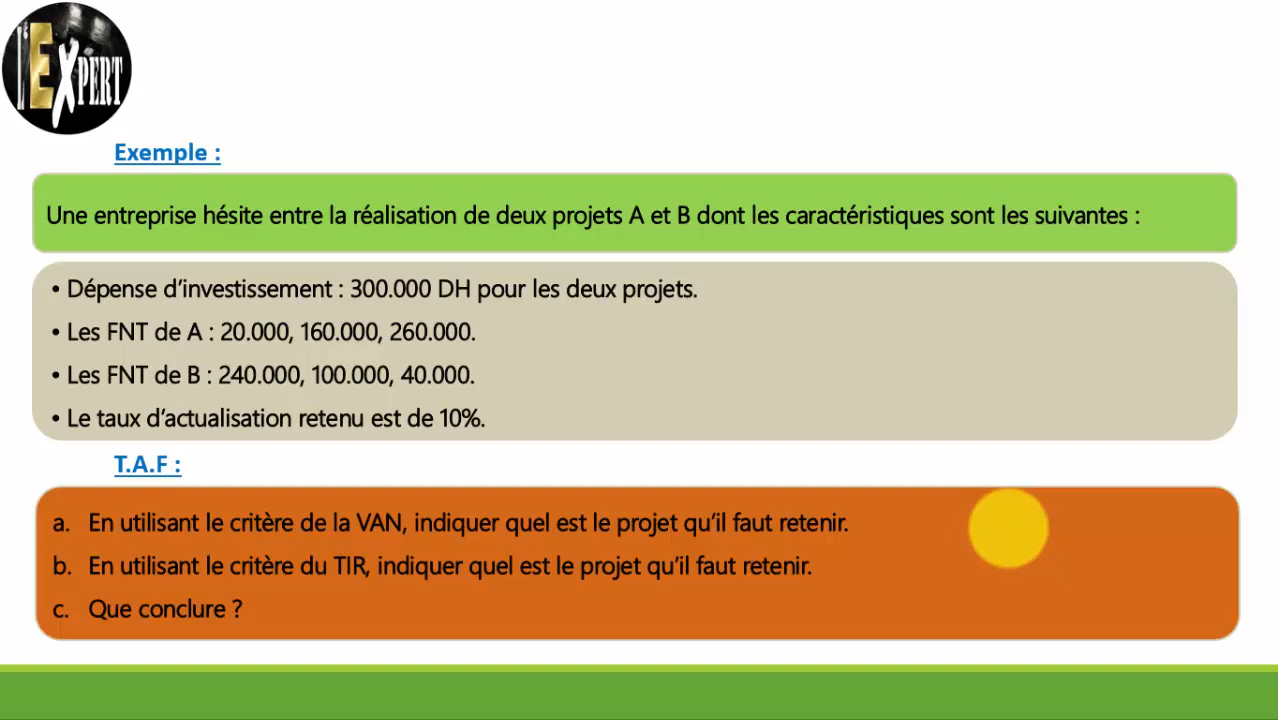 l'EXPERT
Exemple :
Une entreprise hésite entre la réalisation de deux projets A et B dont les caractéristiques sont les suivantes :
• Dépense d'investissement : 300.000 DH pour les deux projets.
• Les FNT de A : 20.000, 160.000, 260.000.
• Les FNT de B : 240.000, 100.000, 40.000.
• Le taux d'actualisation retenu est de 10%.
T.A.F :
a. En utilisant le critère de la VAN, indiquer quel est le projet qu'il faut retenir.
b. En utilisant le critère du TIR, indiquer quel est le projet qu'il faut retenir.
c. Que conclure ?